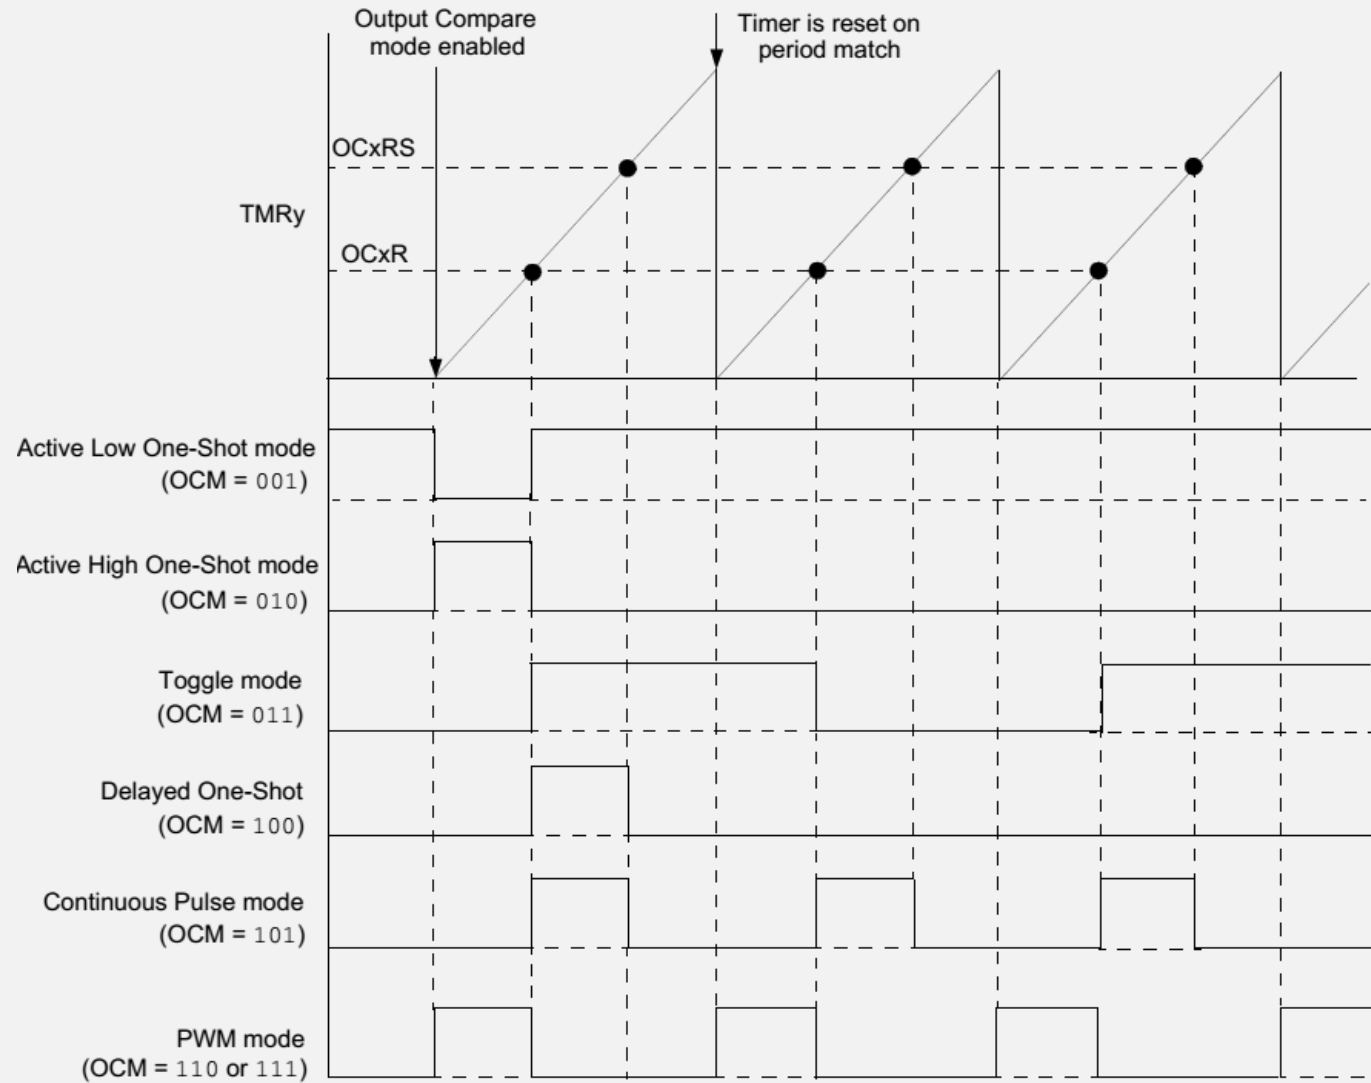 Output Compare
mode enabled
Timer is reset on
period match
OCxRS
TMRy
OCxR
Active Low One-Shot mode
(OCM = 001)
Active High One-Shot mode
(OCM = 010)
Toggle mode
(OCM = 011)
Delayed One-Shot
(OCM = 100)
Continuous Pulse mode
(OCM = 101)
PWM mode
(OCM = 110 or 111)